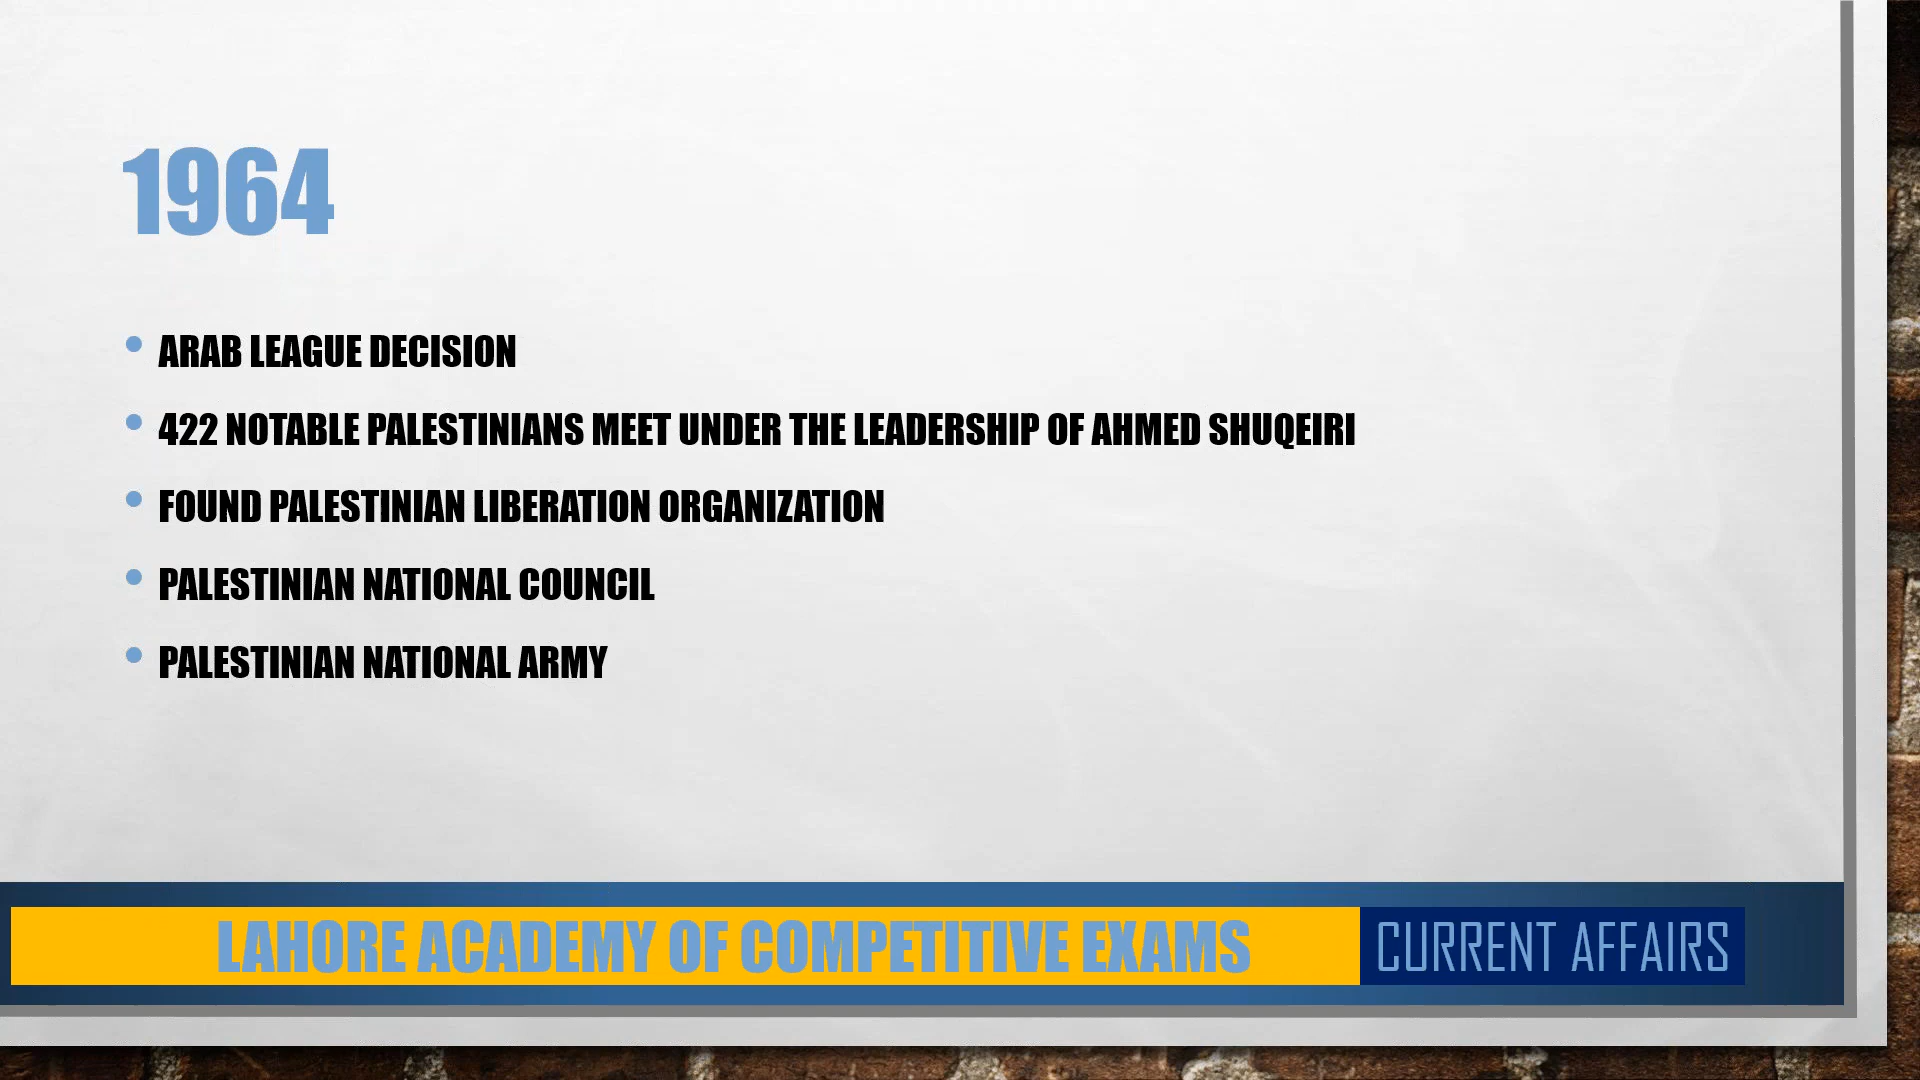 1964
• ARAB LEAGUE DECISION
• 422 NOTABLE PALESTINIANS MEET UNDER THE LEADERSHIP OF AHMED SHUQEIRI
• FOUND PALESTINIAN LIBERATION ORGANIZATION
• PALESTINIAN NATIONAL COUNCIL
• PALESTINIAN NATIONAL ARMY
LAHORE ACADEMY OF COMPETITIVE EXAMS
CURRENT AFFAIRS